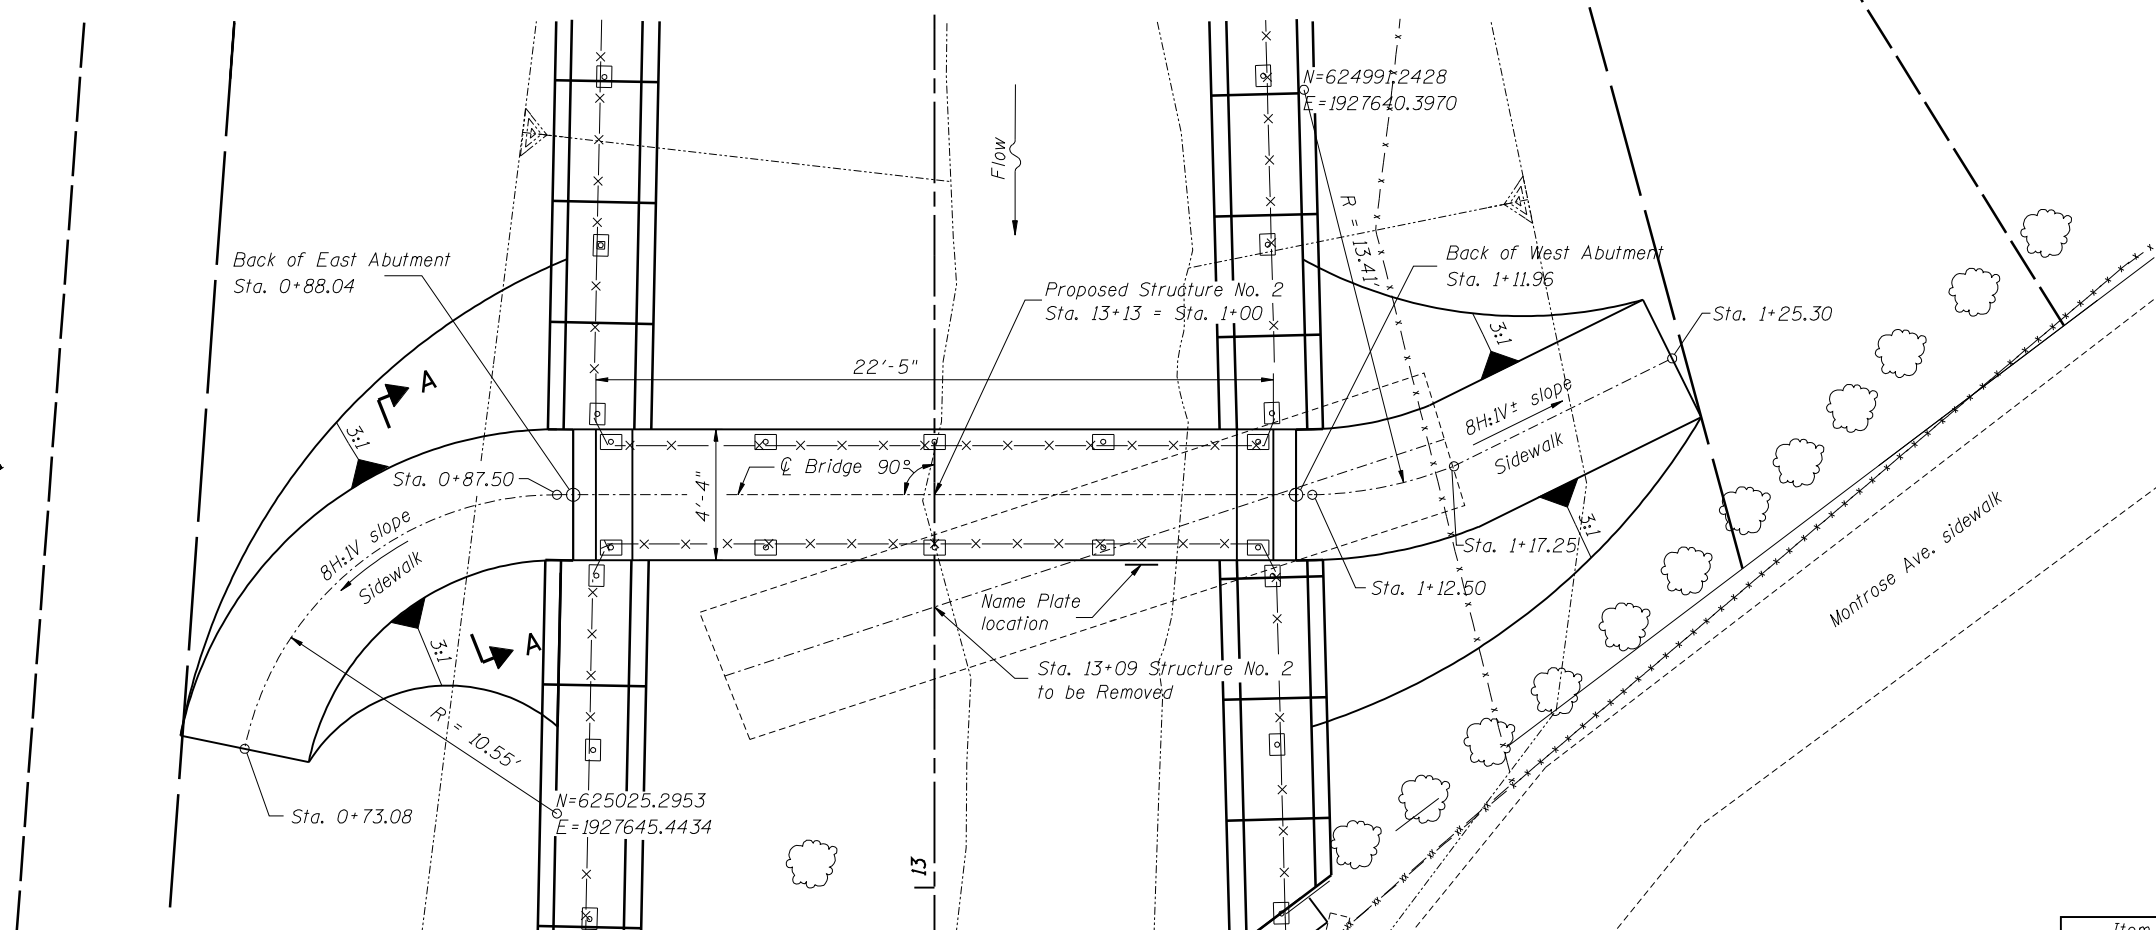 N=624991.2428
E=1927640.3970
Flow
R = 13.41'
Back of East Abutment
Sta. 0+88.04
Back of West Abutment
Sta. 1+11.96
Proposed Structure No. 2
Sta. 13+13 = Sta. 1+00
Sta. 1+25.30
3:1
22'-5"
A
8H:1V± slope
Sidewalk
3:1
℄ Bridge 90°
4'-4"
Sta. 0+87.50
8H:1V slope
Sidewalk
3:1
Sta. 1+17.25
Sta. 1+12.50
Montrose Ave. sidewalk
Name Plate
location
3:1
A
Sta. 13+09 Structure No. 2
to be Removed
R = 10.55'
N=625025.2953
E=1927645.4434
Sta. 0+73.08
13
Item